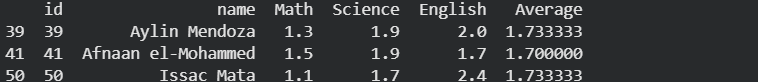 id name Math Science English Average
39 39 Aylin Mendoza 1.3 1.9 2.0 1.733333
41 41 Afnaan el-Mohammed 1.5 1.9 1.7 1.700000
50 50 Issac Mata 1.1 1.7 2.4 1.733333